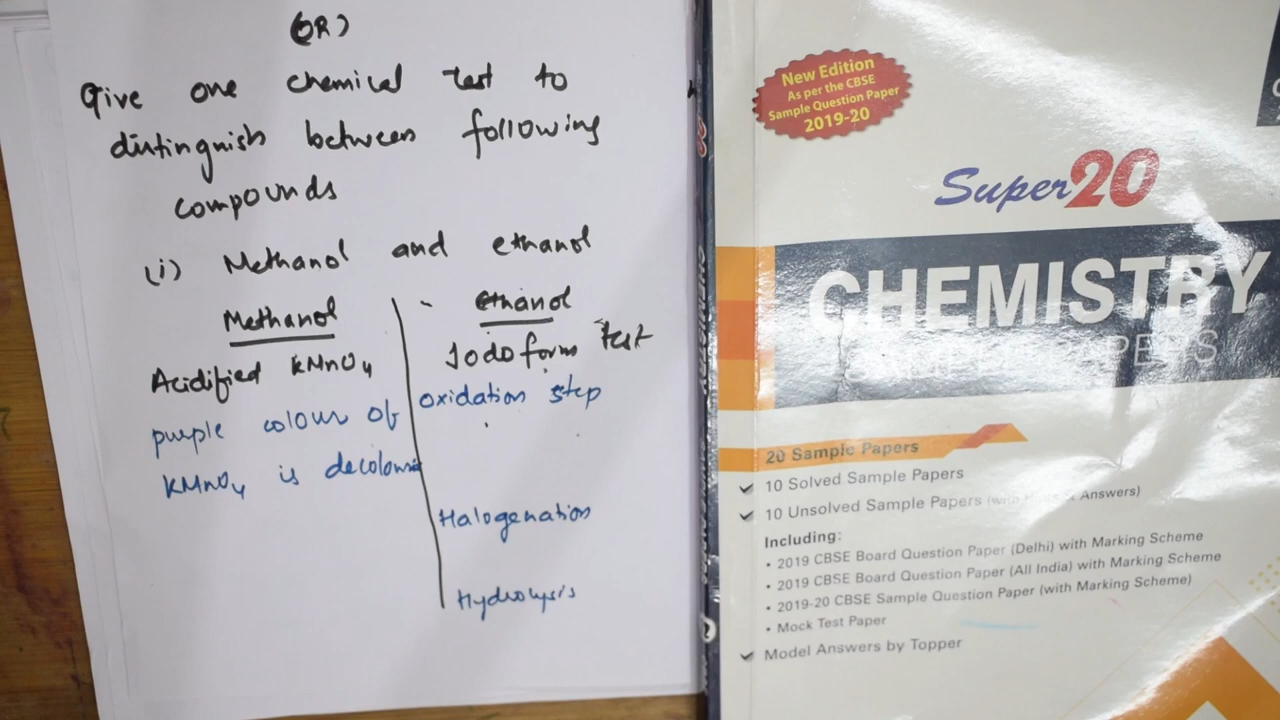 (OR)
Give one chemical test to
distinguish between following
compounds
(i) Methanol and ethanol
Methanol
Acidified KMnO4
purple colour of
KMnO4 is decolouris
ethanol
Iodoform test
oxidation step
Halogenation
Hydrolysis
New Edition
As per the CBSE
Sample Question Paper
2019-20
Super20
CHEMISTRY
20 Sample Papers
10 Solved Sample Papers
10 Unsolved Sample Papers (with & Answers)
Including:
• 2019 CBSE Board Question Paper (Delhi) with Marking Scheme
• 2019 CBSE Board Question Paper (All India) with Marking Scheme
• 2019-20 CBSE Sample Question Paper (with Marking Scheme)
• Mock Test Paper
Model Answers by Topper